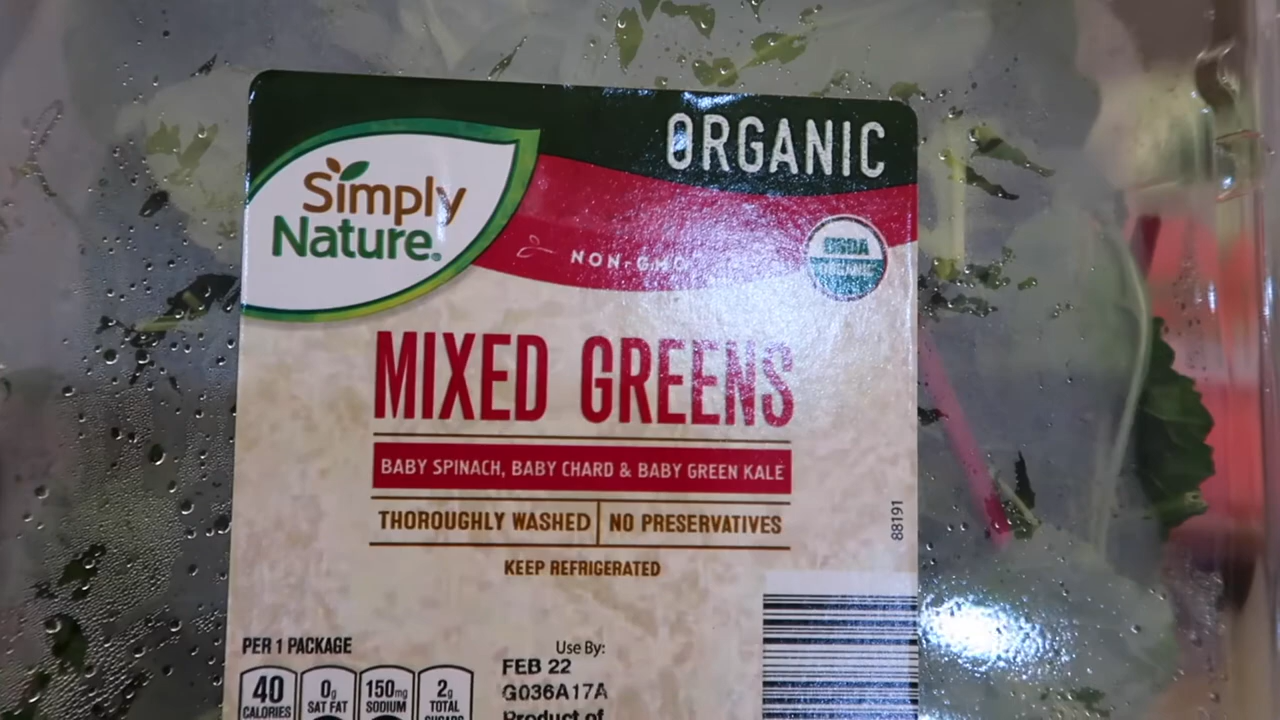 ORGANIC
Simply
Nature.
NON-GMO
USDA
ORGANIC
MIXED GREENS
BABY SPINACH, BABY CHARD & BABY GREEN KALE
THOROUGHLY WASHED NO PRESERVATIVES
KEEP REFRIGERATED
88191
PER 1 PACKAGE
40
CALORIES
0g
SAT FAT
150mg
SODIUM
2g
TOTAL
SUGARS
Use By:
FEB 22
G036A17A
Product of